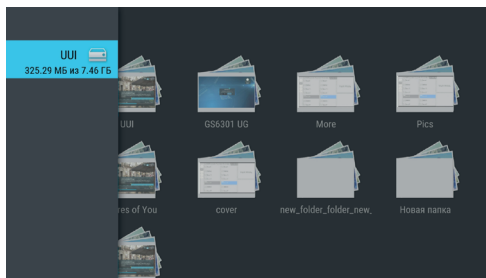 UUI
325.29 МБ из 7.46 ГБ
UUI
GS6301 UG
More
Pics
res of You
cover
new_folder_folder_new_
Новая папка